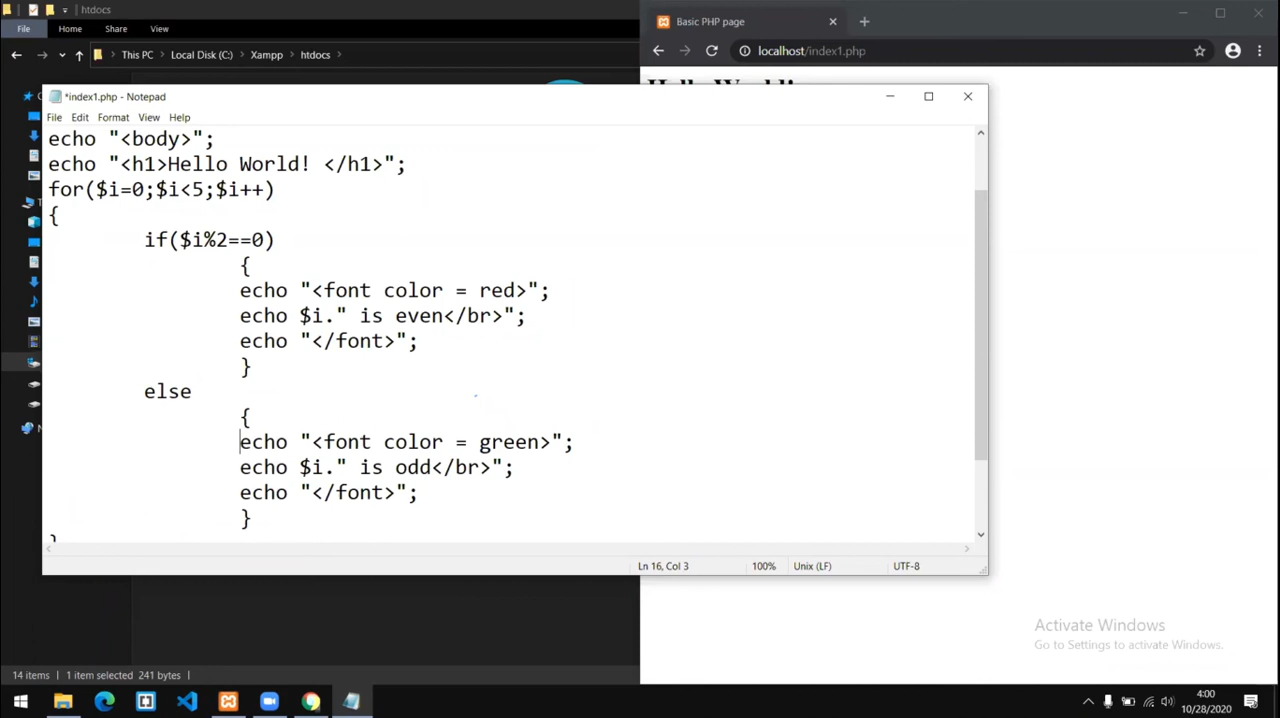 htdocs
File
Home
Share
View
This PC
Local Disk (C:)
Xampp
htdocs
Basic PHP page
localhost/index1.php
*index1.php - Notepad
File Edit Format View Help
echo "<body>";
echo "<h1>Hello World! </h1>";
for($i=0;$i<5;$i++)
{
if($i%2==0)
{
echo "<font color = red>";
echo $i." is even</br>";
echo "</font>";
}
else
{
echo "<font color = green>";
echo $i." is odd</br>";
echo "</font>";
}
Ln 16, Col 3
100%
Unix (LF)
UTF-8
Activate Windows
Go to Settings to activate Windows.
14 items
1 item selected 241 bytes
4:00
10/28/2020